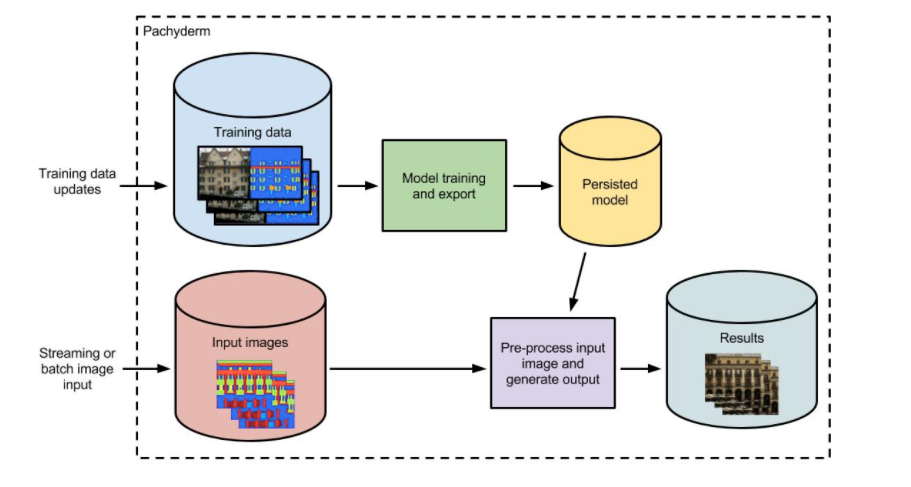 Pachyderm
Training data
Training data
updates
Model training
and export
Persisted
model
Input images
Streaming or
batch image
input
Pre-process input
image and
generate output
Results